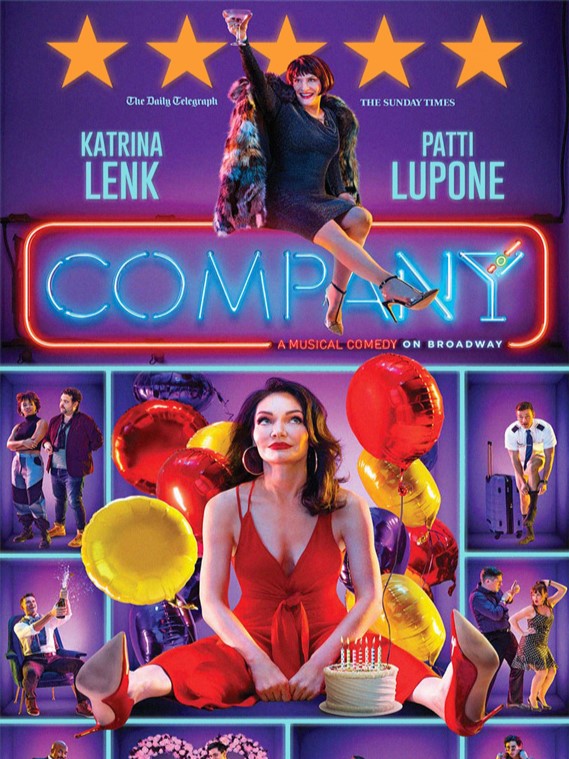 The Daily Telegraph
THE SUNDAY TIMES
KATRINA
LENK
PATTI
LUPONE
COMPANY
A MUSICAL COMEDY ON BROADWAY